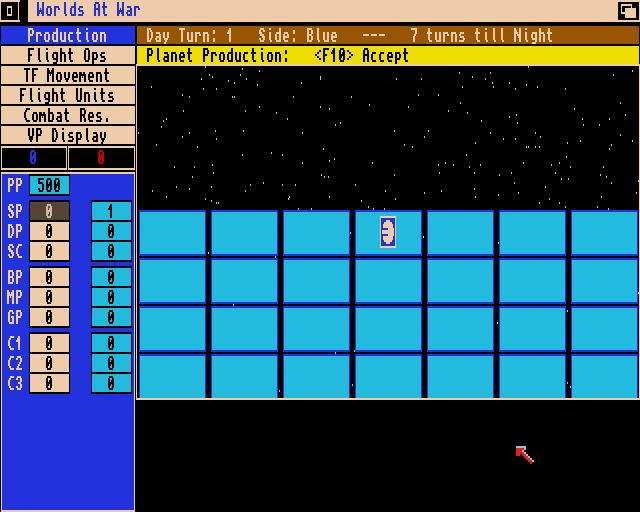 Worlds At War
Production
Day Turn: 1 Side: Blue --- 7 turns till Night
Flight Ops
Planet Production: <F10> Accept
TF Movement
Flight Units
Combat Res.
VP Display
0 0
PP 500
SP 0 1
DP 0 0
SC 0 0
BP 0 0
MP 0 0
GP 0 0
C1 0 0
C2 0 0
C3 0 0